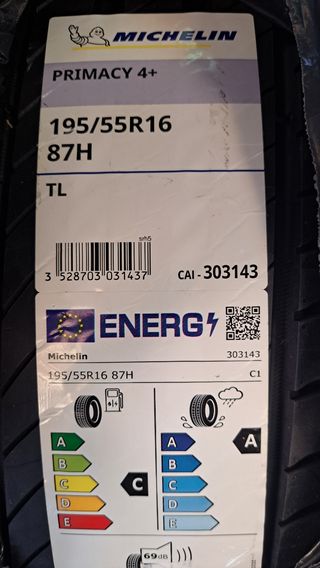 MICHELIN
PRIMACY 4+
195/55R16
87H
TL
sm5
3 528703 031437
CAI - 303143
ENERG
Michelin 303143
195/55R16 87H C1
A A
B B
C C
D D
E E
C
A
69dB